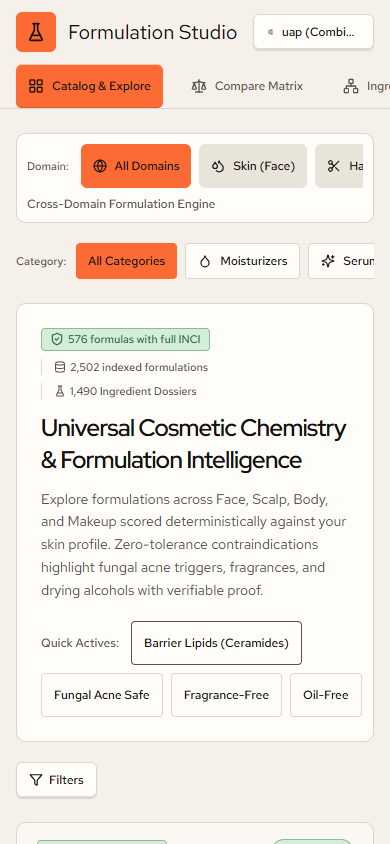 Formulation Studio
uap (Combi...
Catalog & Explore
Compare Matrix
Ingre
Domain:
All Domains
Skin (Face)
Ha
Cross-Domain Formulation Engine
Category:
All Categories
Moisturizers
Serun
576 formulas with full INCI
2,502 indexed formulations
1,490 Ingredient Dossiers
Universal Cosmetic Chemistry
& Formulation Intelligence
Explore formulations across Face, Scalp, Body,
and Makeup scored deterministically against your
skin profile. Zero-tolerance contraindications
highlight fungal acne triggers, fragrances, and
drying alcohols with verifiable proof.
Quick Actives:
Barrier Lipids (Ceramides)
Fungal Acne Safe
Fragrance-Free
Oil-Free
Filters